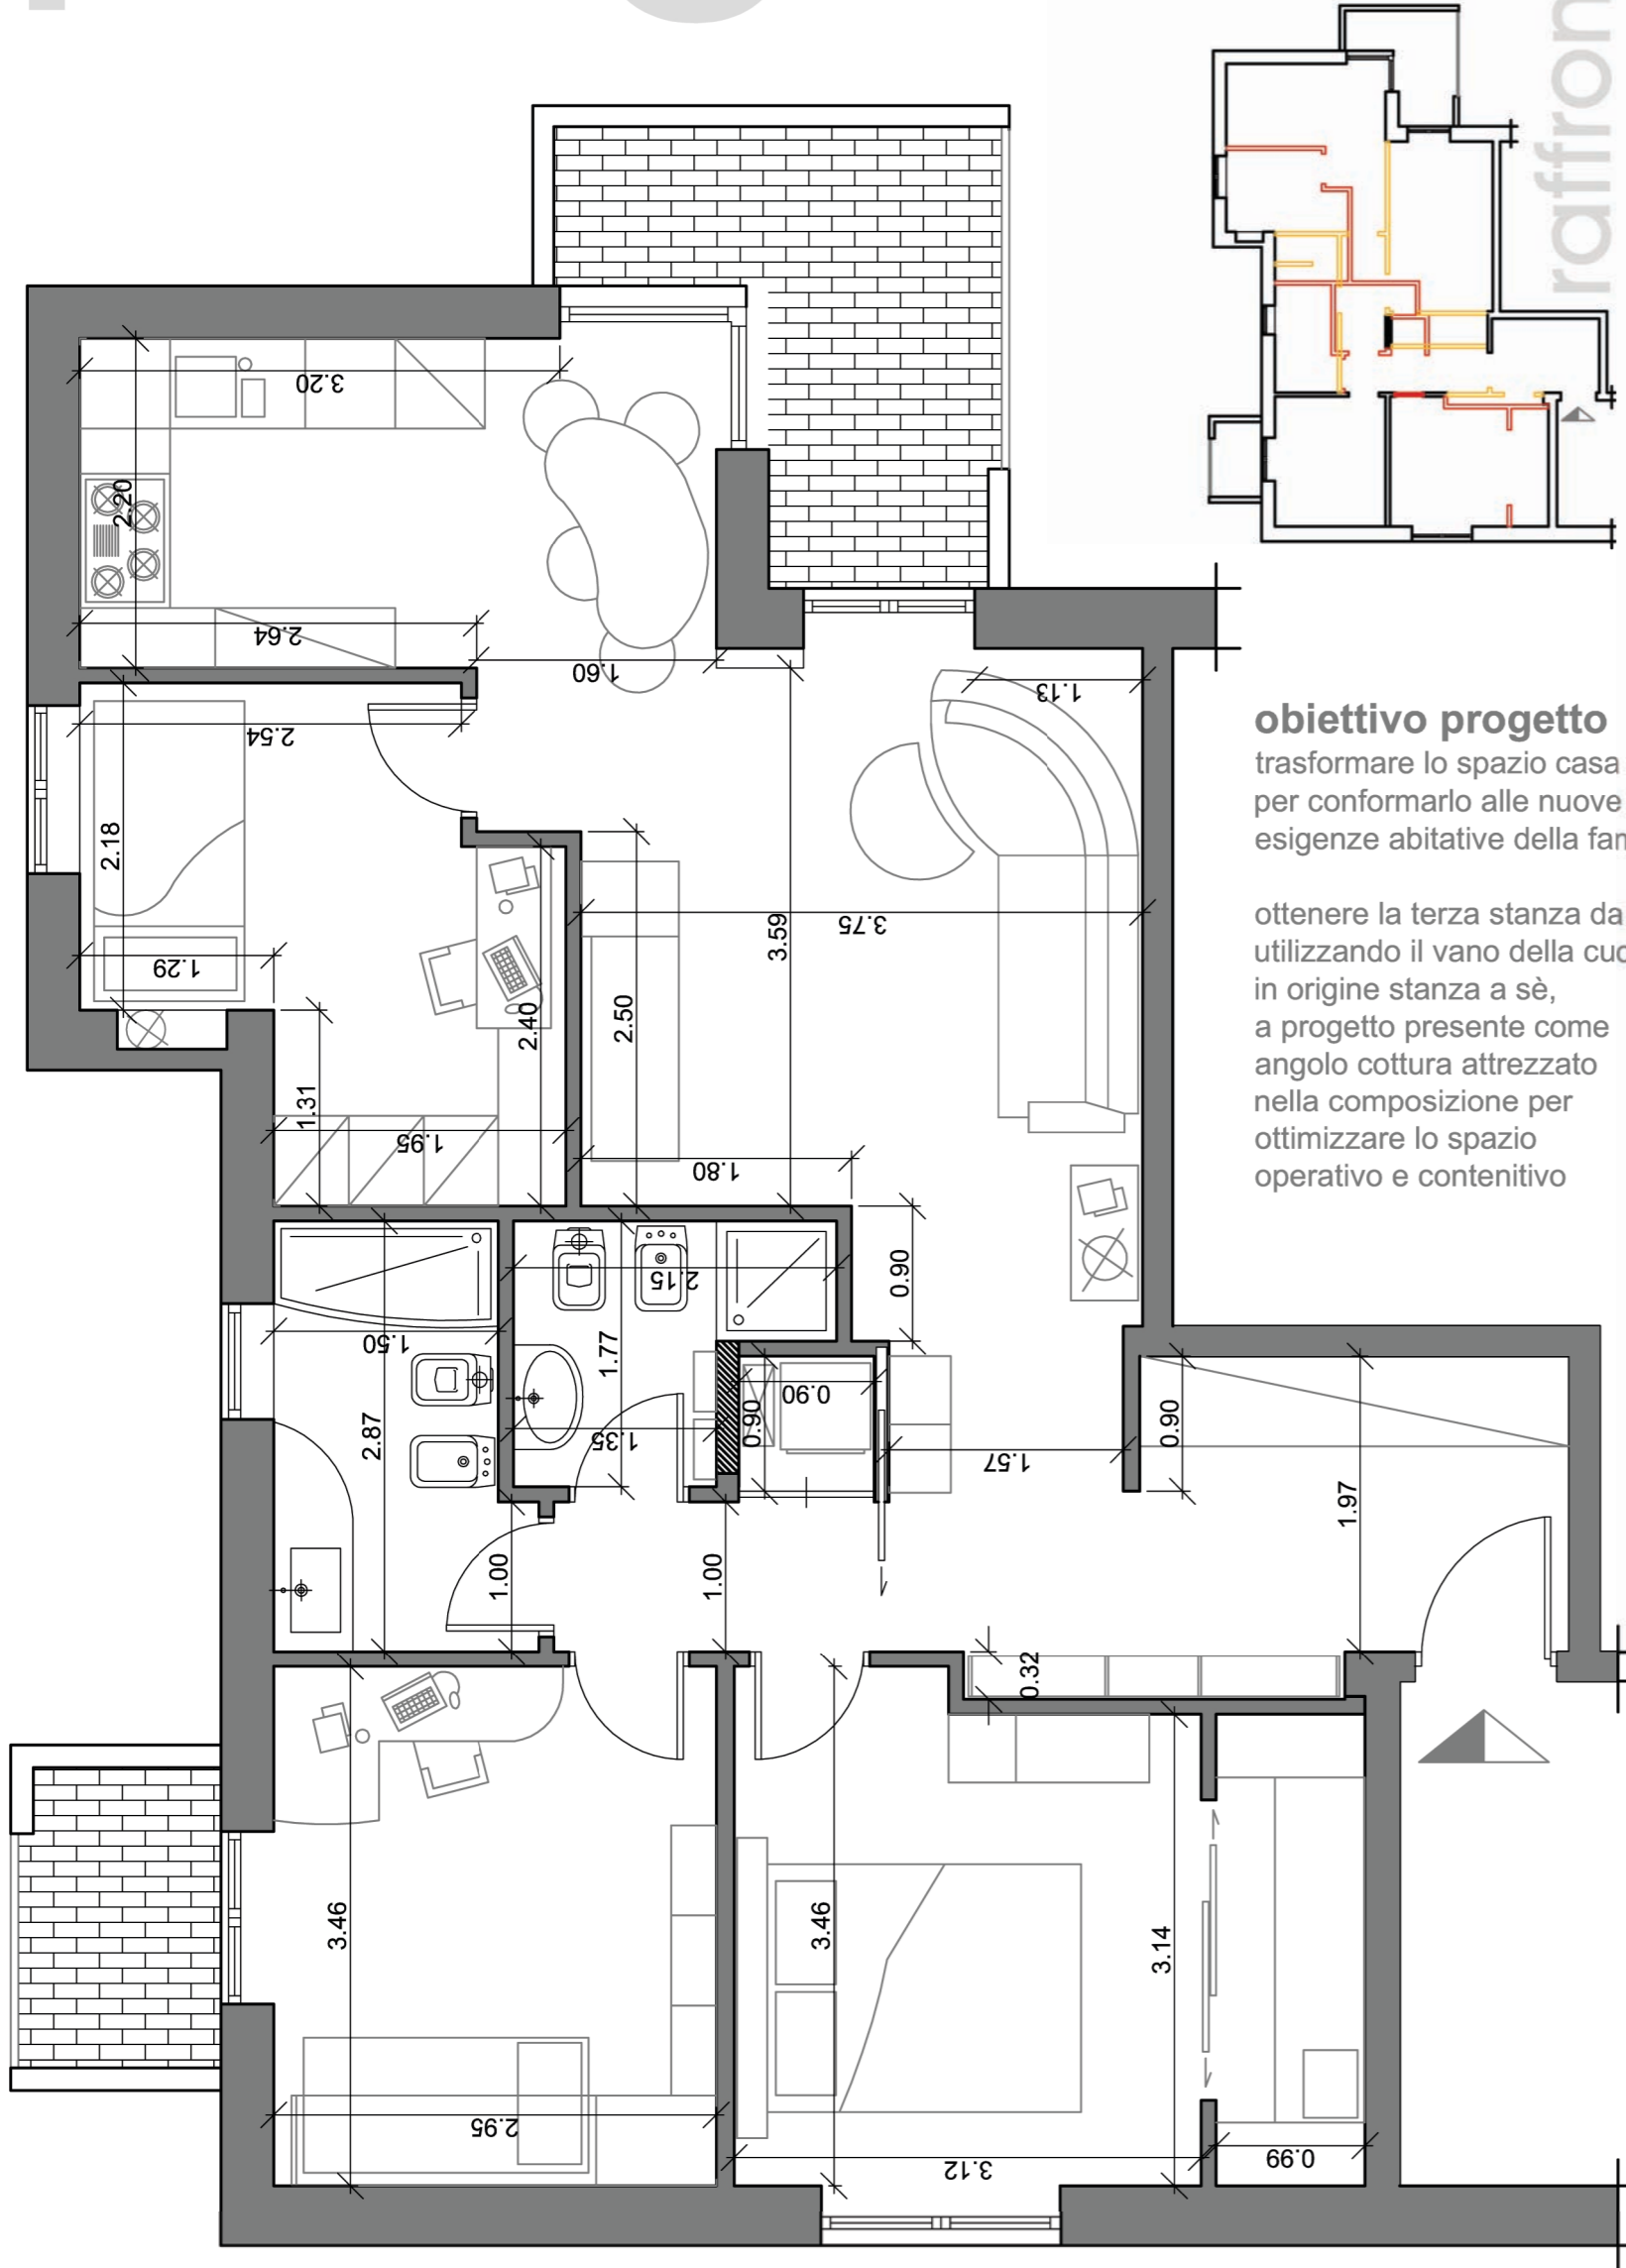 raffron
3.20
2.20
2.64
1.60
1.13
2.54
obiettivo progetto
trasformare lo spazio casa
per conformarlo alle nuove
esigenze abitative della
2.18
3.59
3.75
ottenere la terza stanza da
utilizzando il vano della
in origine stanza a sè,
a progetto presente come
angolo cottura attrezzato
nella composizione per
ottimizzare lo spazio
operativo e contenitivo
1.29
2.40
2.50
1.31
1.95
1.80
2.15
0.90
1.50
1.77
0.90
0.90
2.87
1.35
1.57
0.90
1.97
1.00
1.00
0.32
3.46
3.46
3.14
2.95
3.12
0.99